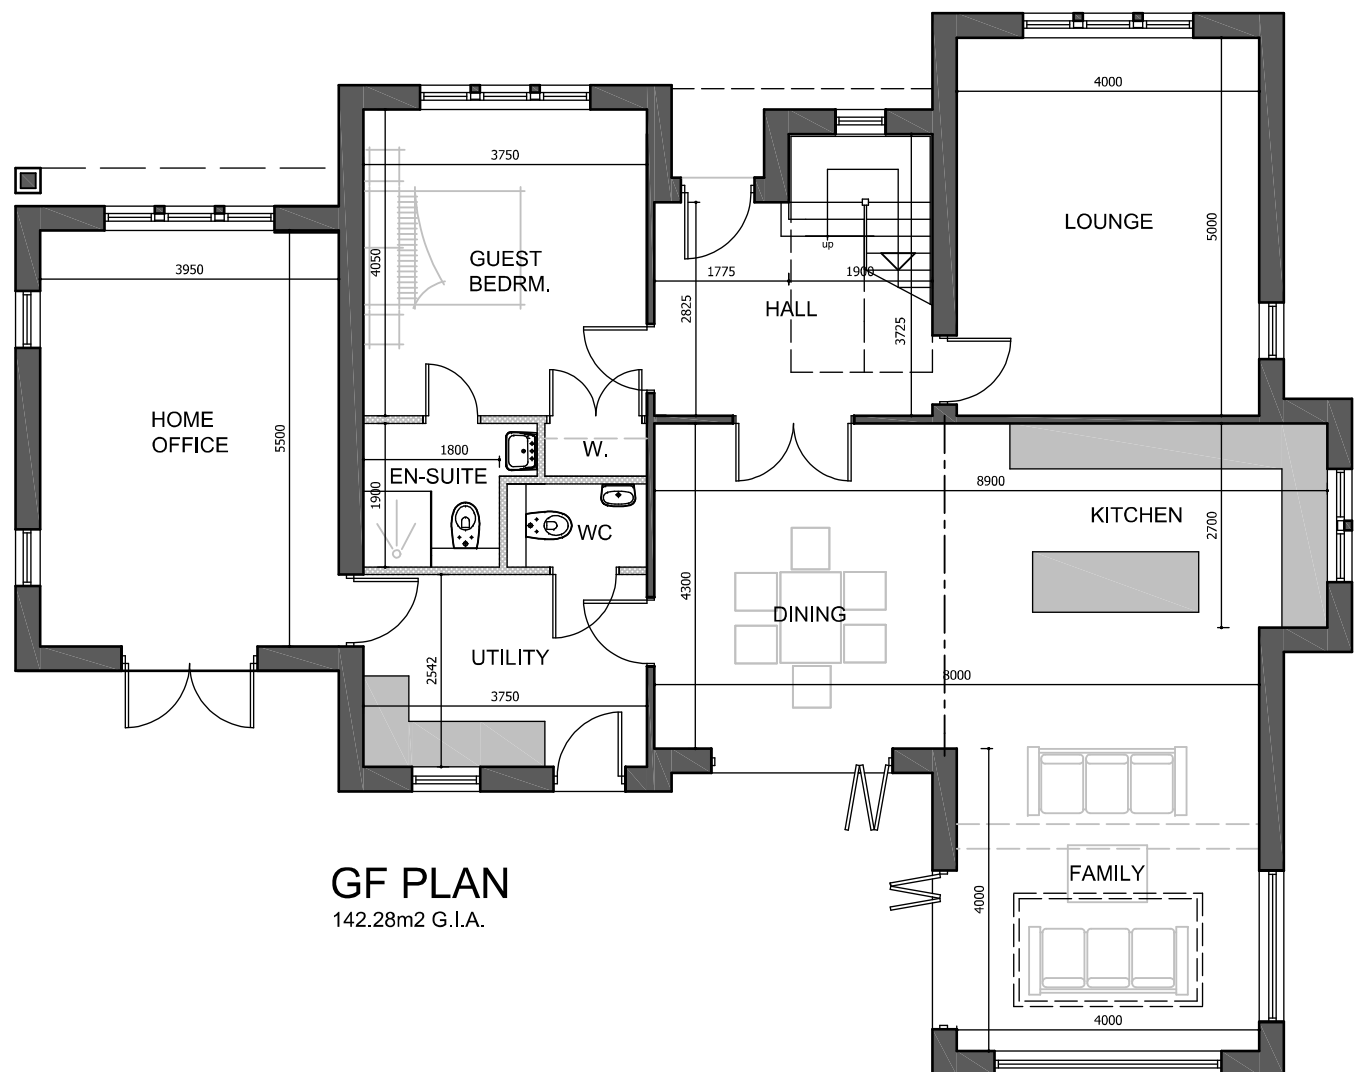 4000
3750
LOUNGE
5000
up
GUEST
BEDRM.
4050
3950
1775
1900
HALL
2825
3725
HOME
OFFICE
5500
1800
W.
EN-SUITE
1900
8900
KITCHEN
2700
WC
4300
DINING
UTILITY
2542
3750
8000
GF PLAN
142.28m2 G.I.A.
FAMILY
4000
4000